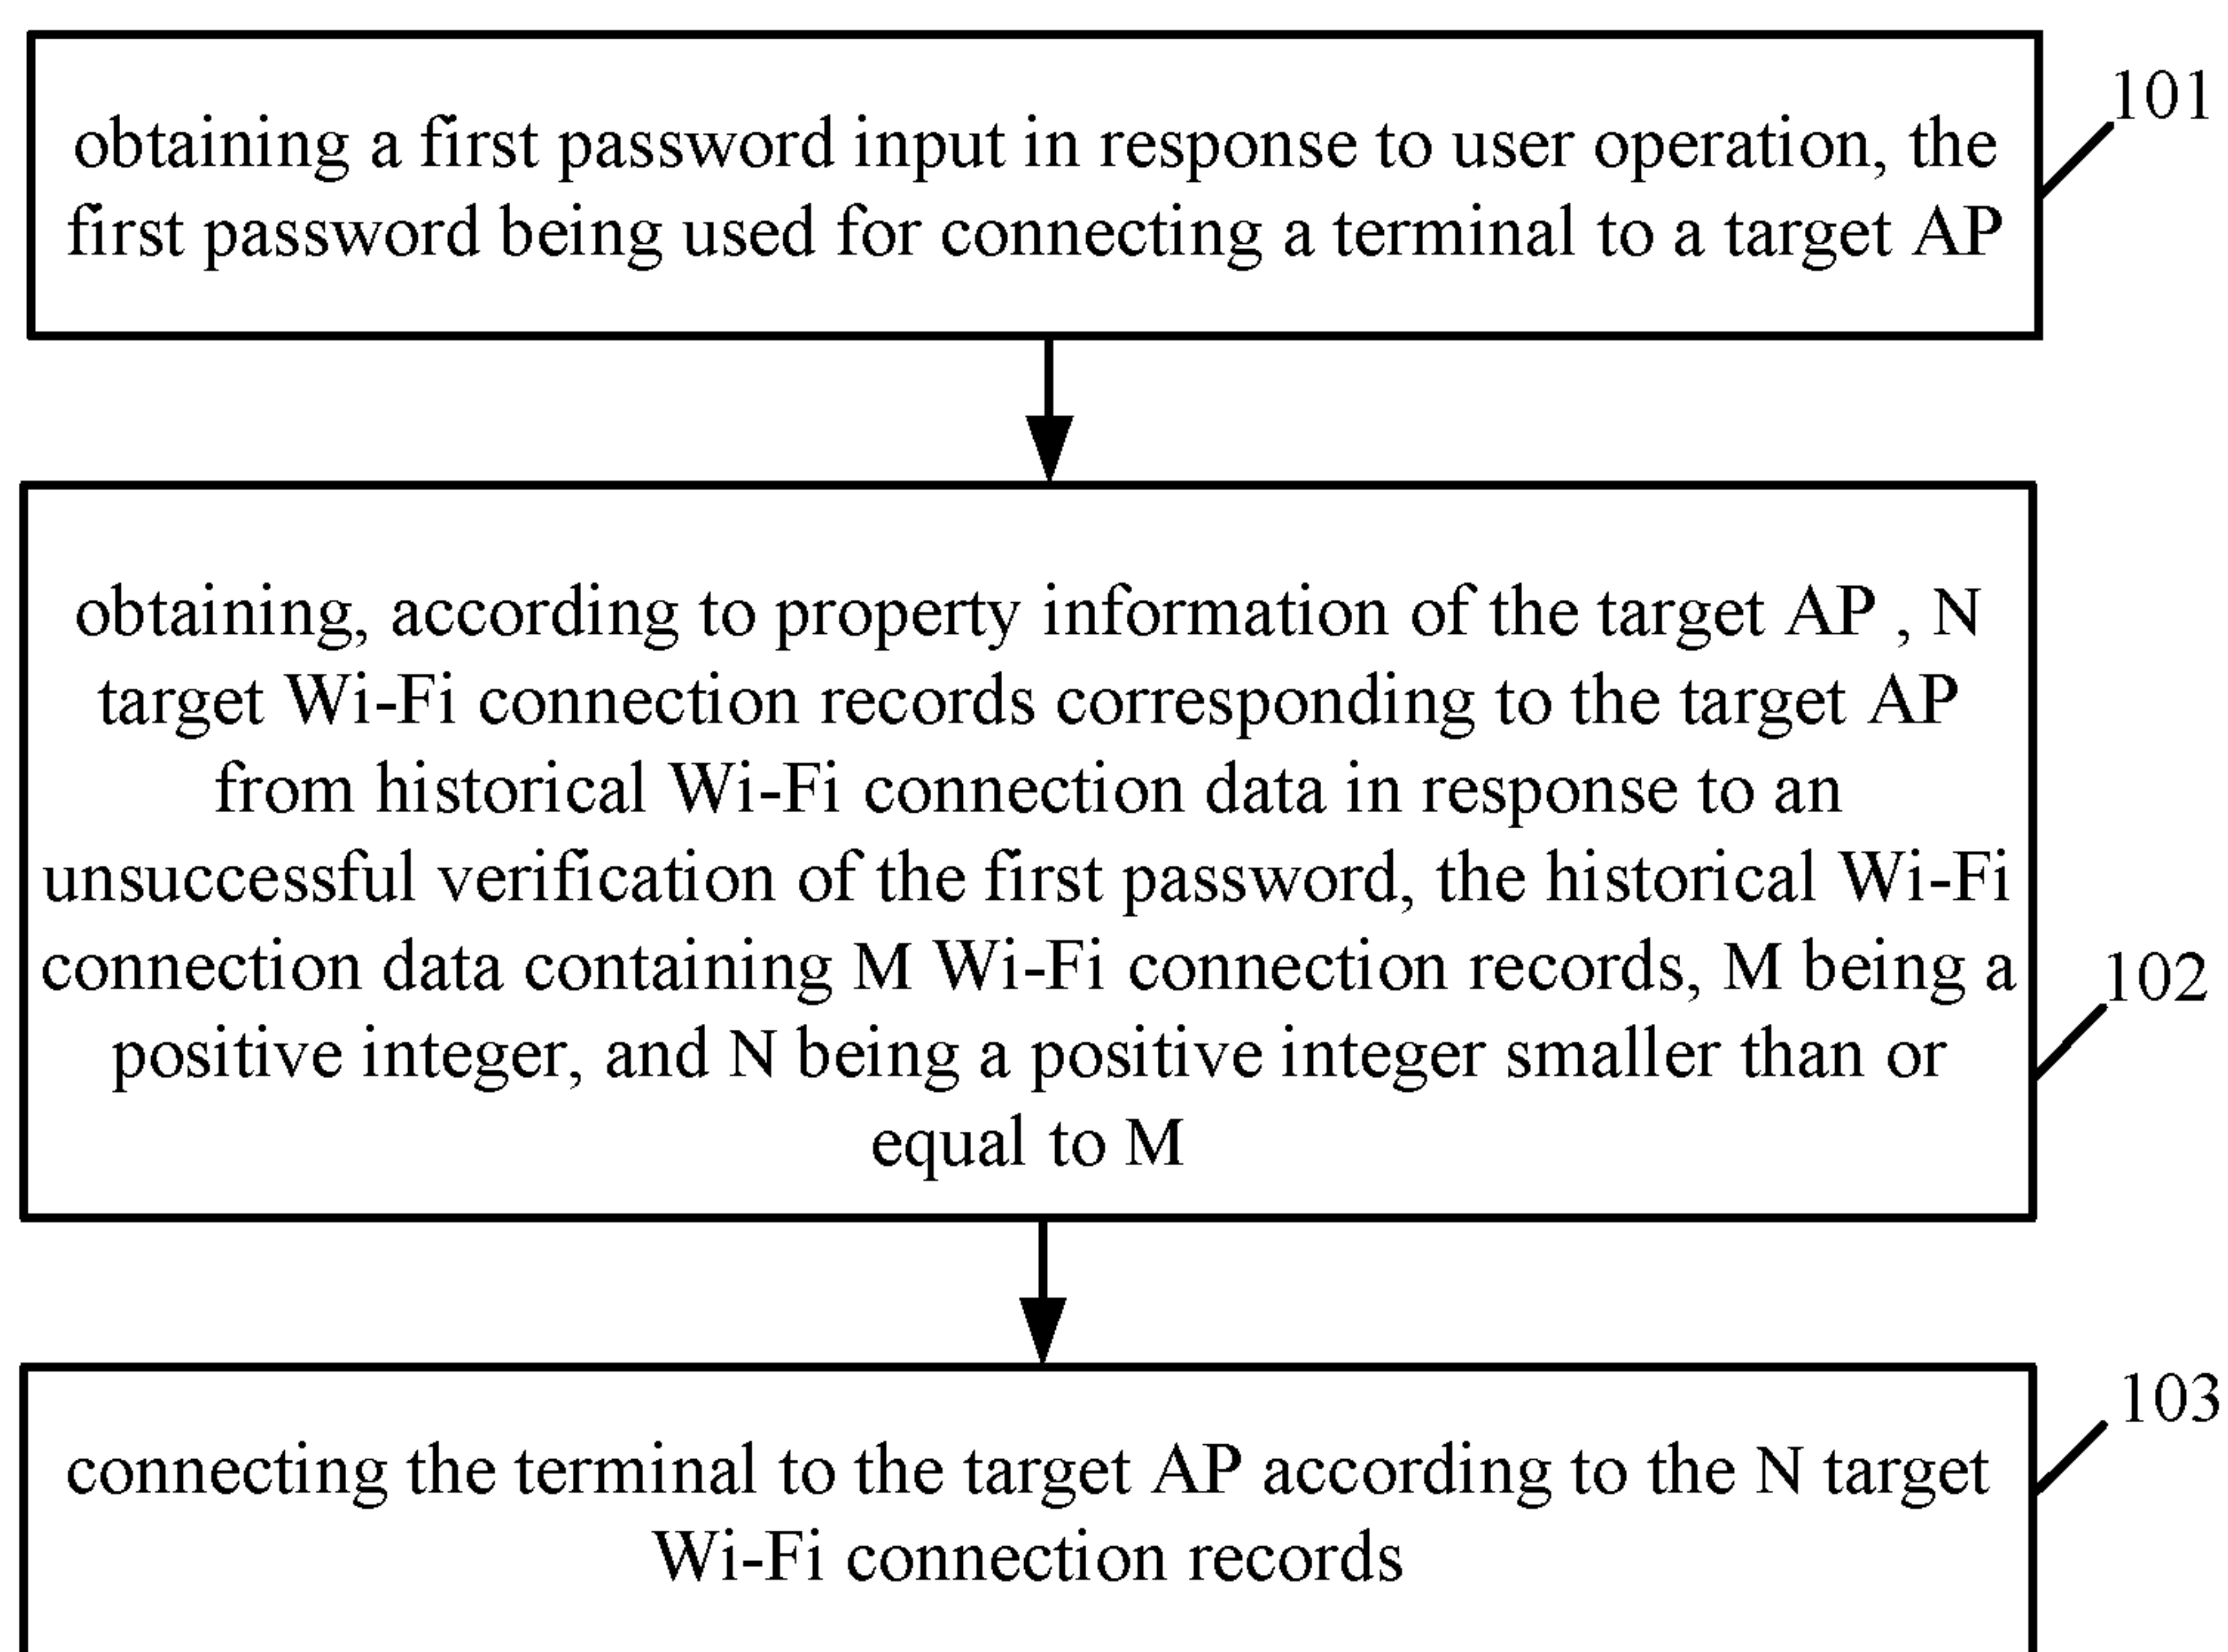 101
obtaining a first password input in response to user operation, the
first password being used for connecting a terminal to a target AP
obtaining, according to property information of the target AP , N
target Wi-Fi connection records corresponding to the target AP
from historical Wi-Fi connection data in response to an
unsuccessful verification of the first password, the historical Wi-Fi
connection data containing M Wi-Fi connection records, M being a
102
positive integer, and N being a positive integer smaller than or
equal to M
103
connecting the terminal to the target AP according to the N target
Wi-Fi connection records